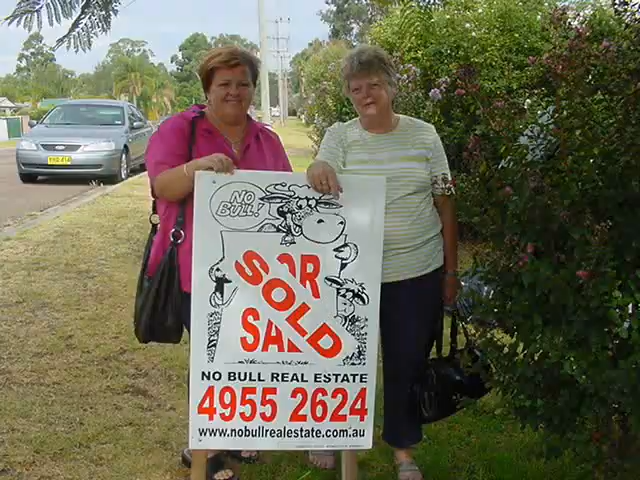 NO
BULL!
FOR
SALE
SOLD
NO BULL REAL ESTATE
4955 2624
www.nobullrealestate.com.au